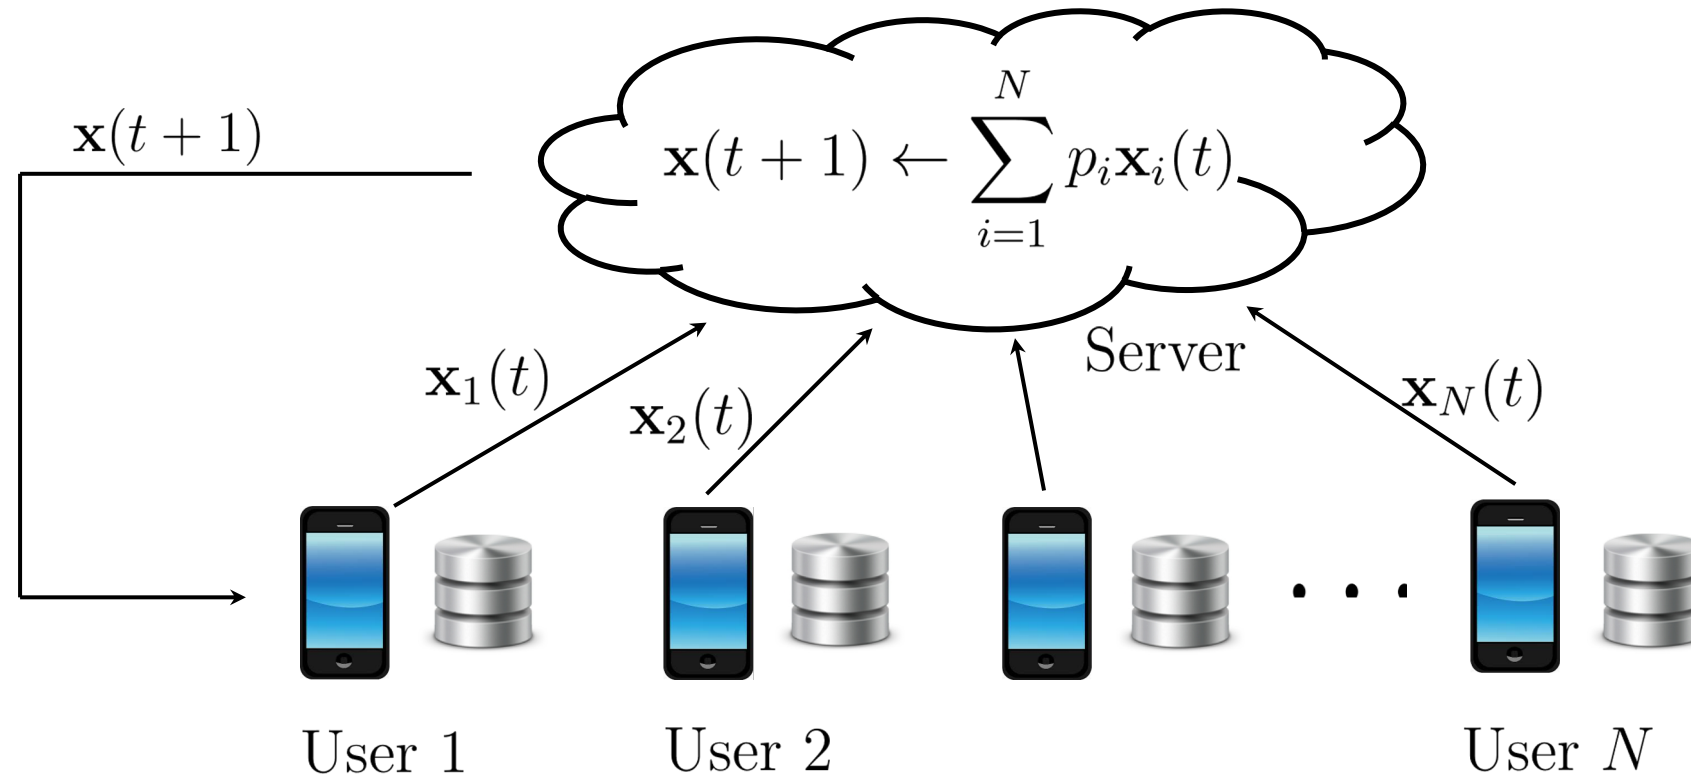 𝐱(t + 1)
𝐱(t + 1) ← ∑_{i=1}^{N} p_i 𝐱_i(t)
Server
𝐱_1(t)
𝐱_2(t)
𝐱_N(t)
. . .
User 1
User 2
User N